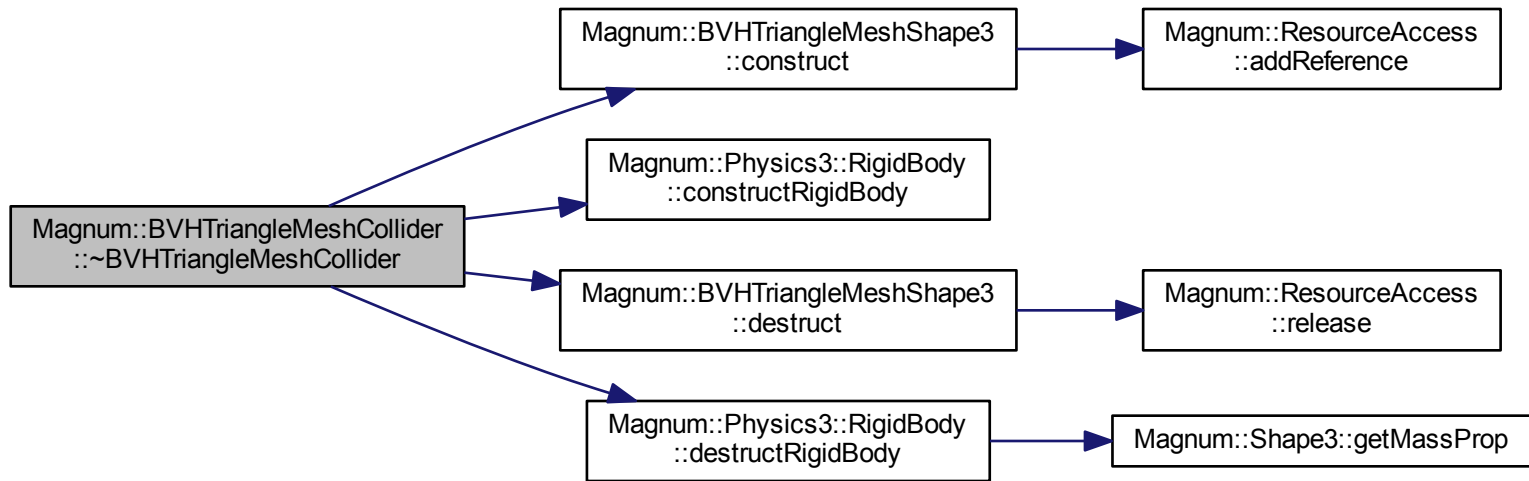 Magnum::BVHTriangleMeshCollider
::~BVHTriangleMeshCollider
Magnum::BVHTriangleMeshShape3
::construct
Magnum::ResourceAccess
::addReference
Magnum::Physics3::RigidBody
::constructRigidBody
Magnum::BVHTriangleMeshShape3
::destruct
Magnum::ResourceAccess
::release
Magnum::Physics3::RigidBody
::destructRigidBody
Magnum::Shape3::getMassProp